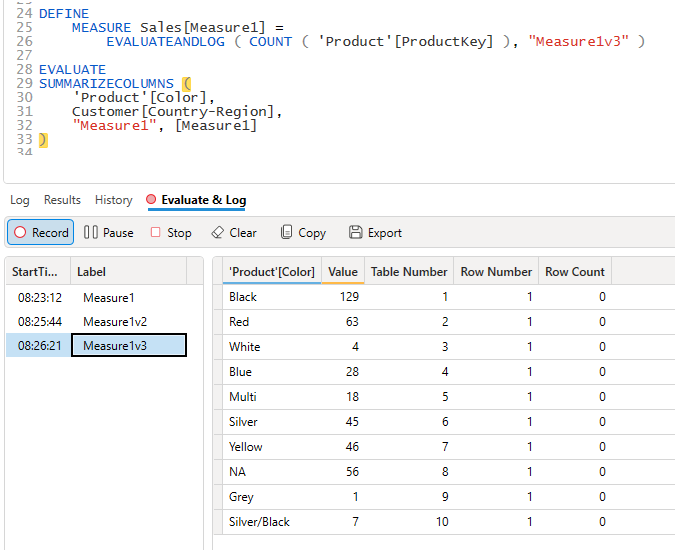 23
24 DEFINE
25 MEASURE Sales[Measure1] =
26 EVALUATEANDLOG ( COUNT ( 'Product'[ProductKey] ), "Measure1v3" )
27
28 EVALUATE
29 SUMMARIZECOLUMNS (
30 'Product'[Color],
31 Customer[Country-Region],
32 "Measure1", [Measure1]
33 )
34
Log Results History Evaluate & Log
Record Pause Stop Clear Copy Export
StartTi... Label
08:23:12 Measure1
08:25:44 Measure1v2
08:26:21 Measure1v3
'Product'[Color] Value Table Number Row Number Row Count
Black 129 1 1 0
Red 63 2 1 0
White 4 3 1 0
Blue 28 4 1 0
Multi 18 5 1 0
Silver 45 6 1 0
Yellow 46 7 1 0
NA 56 8 1 0
Grey 1 9 1 0
Silver/Black 7 10 1 0